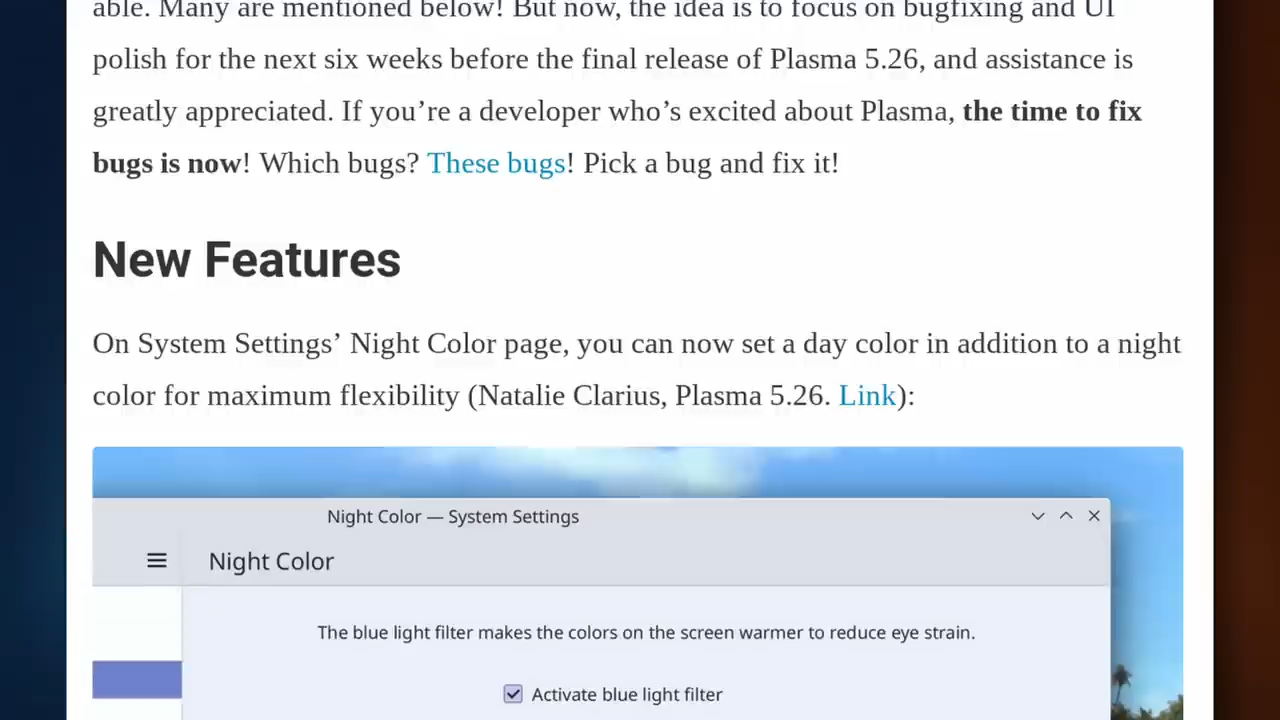 able. Many are mentioned below! But now, the idea is to focus on bugfixing and UI
polish for the next six weeks before the final release of Plasma 5.26, and assistance is
greatly appreciated. If you’re a developer who’s excited about Plasma, the time to fix
bugs is now! Which bugs? These bugs! Pick a bug and fix it!
New Features
On System Settings’ Night Color page, you can now set a day color in addition to a night
color for maximum flexibility (Natalie Clarius, Plasma 5.26. Link):
Night Color — System Settings
Night Color
The blue light filter makes the colors on the screen warmer to reduce eye strain.
Activate blue light filter